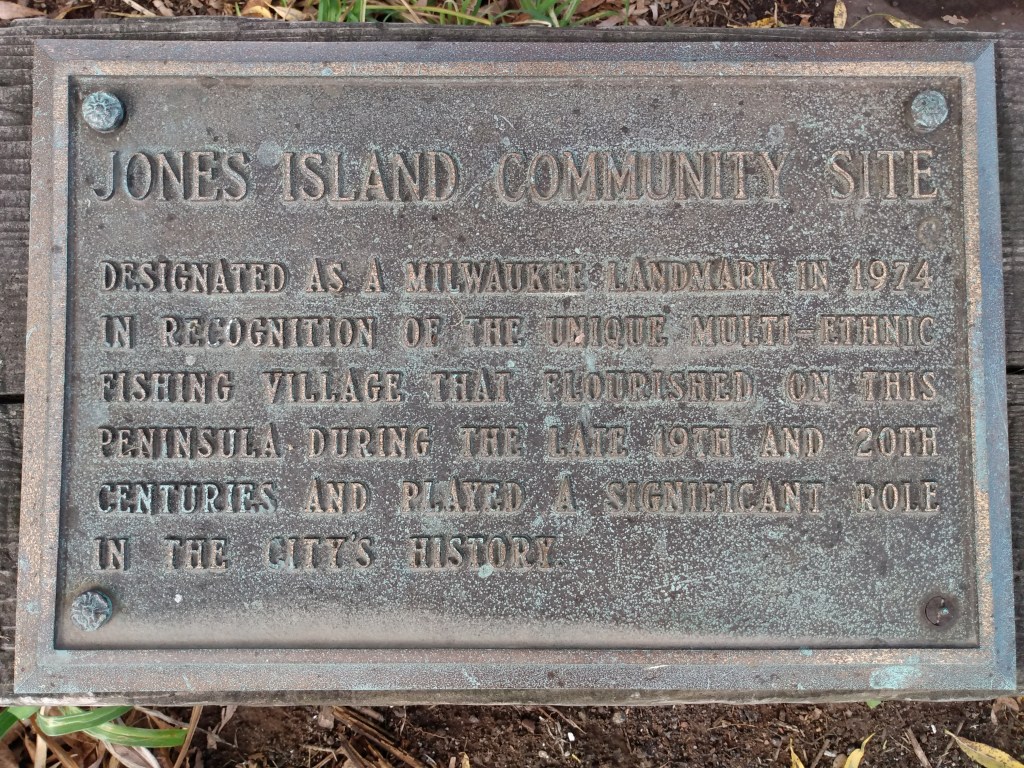 JONES ISLAND COMMUNITY SITE
DESIGNATED AS A MILWAUKEE LANDMARK IN 1974
IN RECOGNITION OF THE UNIQUE MULTI-ETHNIC
FISHING VILLAGE THAT FLOURISHED ON THIS
PENINSULA DURING THE LATE 19TH AND 20TH
CENTURIES AND PLAYED A SIGNIFICANT ROLE
IN THE CITY'S HISTORY.